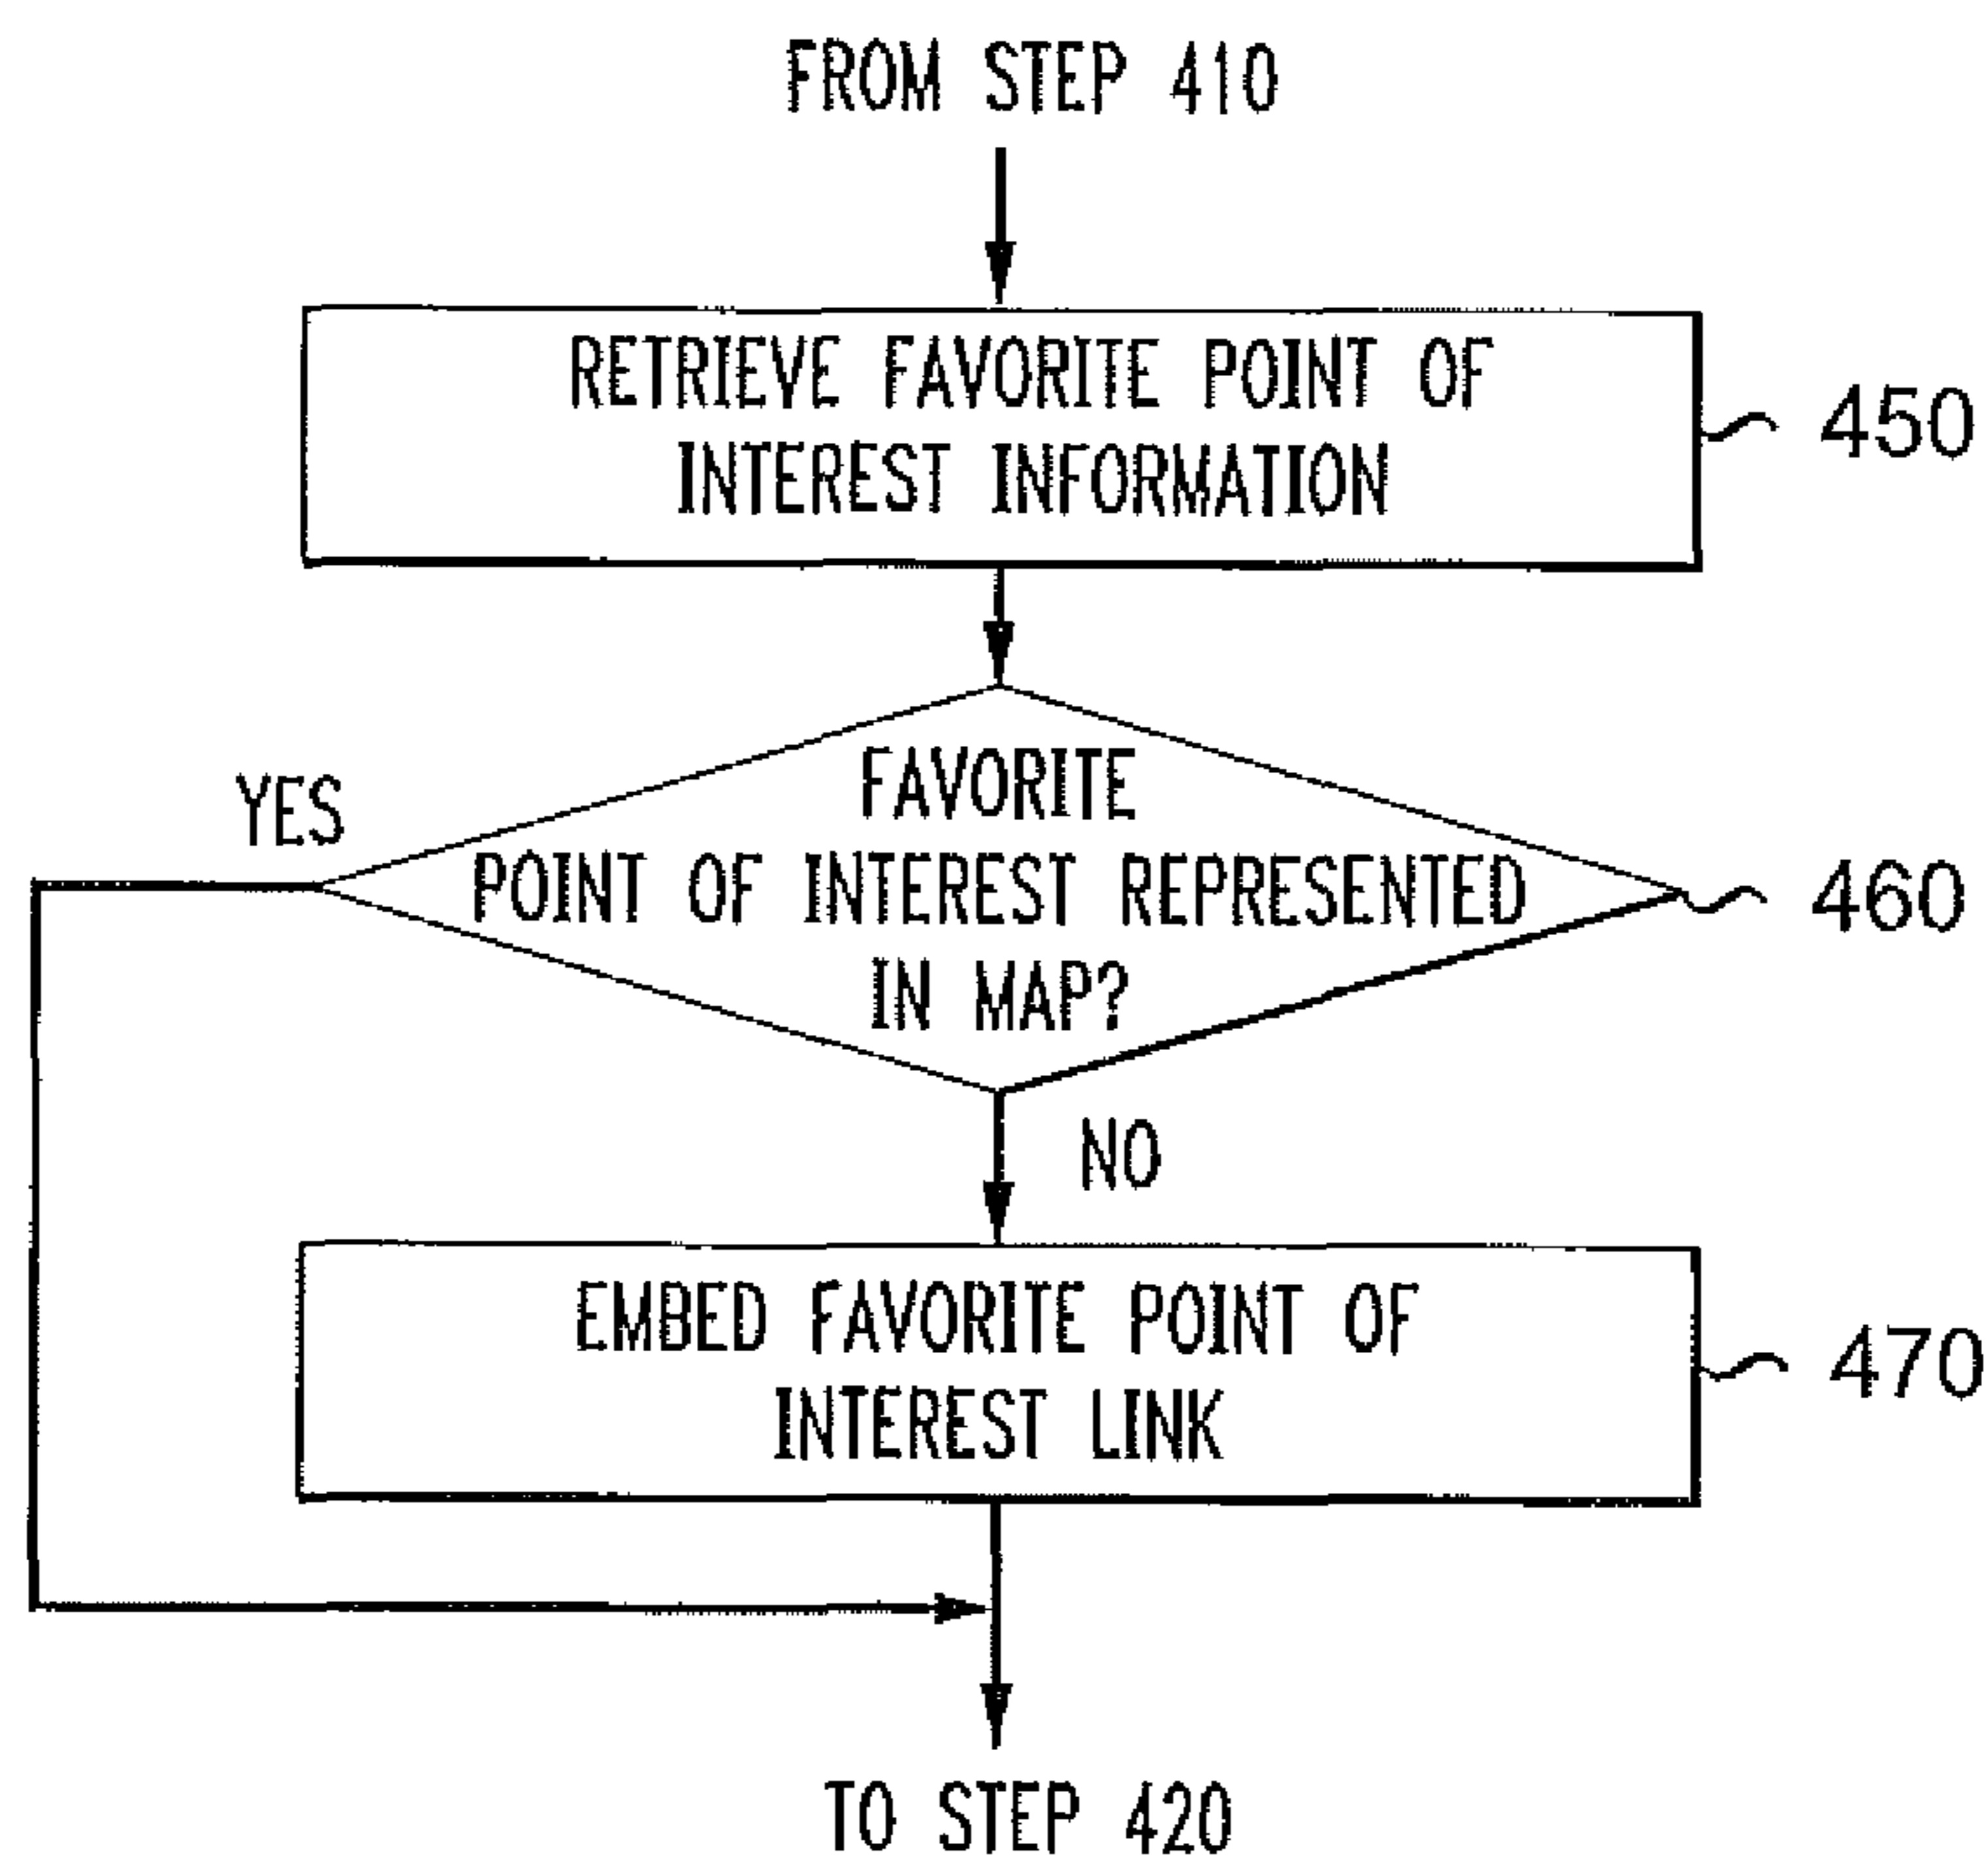 FROM STEP 410
RETRIEVE FAVORITE POINT OF
INTEREST INFORMATION
450
FAVORITE
POINT OF INTEREST REPRESENTED
IN MAP?
YES
460
NO
EMBED FAVORITE POINT OF
INTEREST LINK
470
TO STEP 420